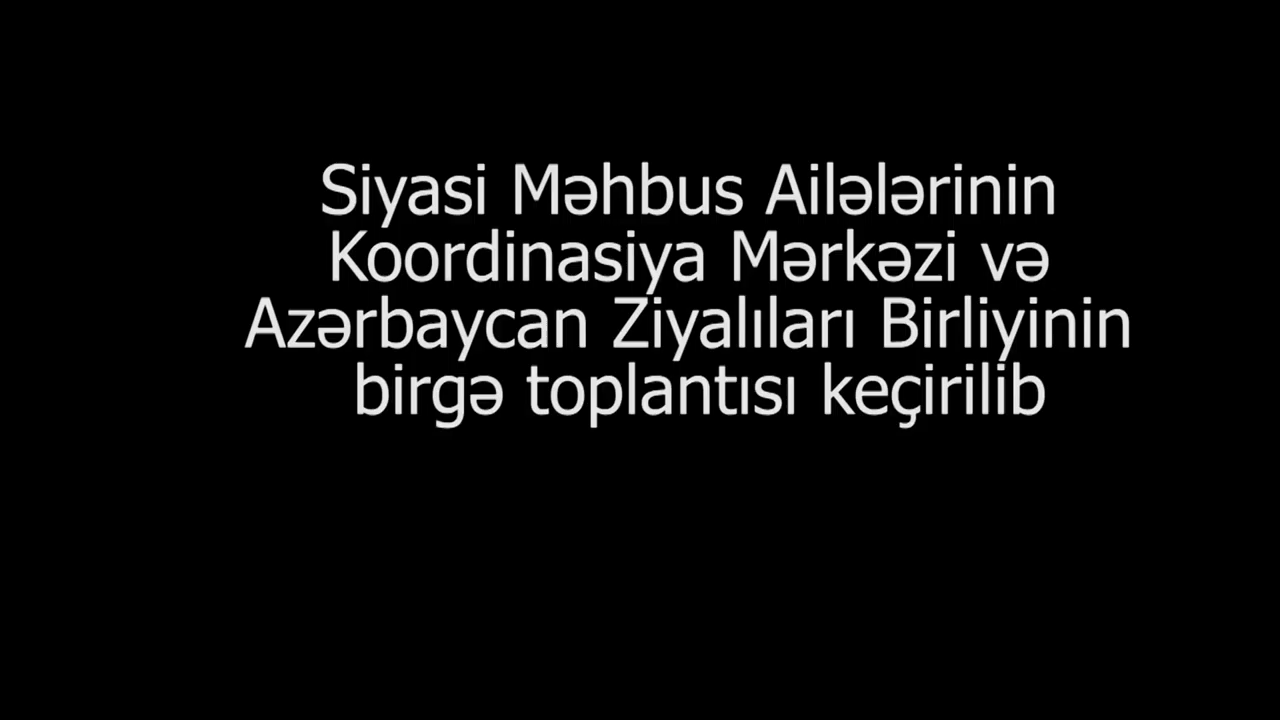 Siyasi Məhbus Ailələrinin
Koordinasiya Mərkəzi və
Azərbaycan Ziyalıları Birliyinin
birgə toplantısı keçirilib